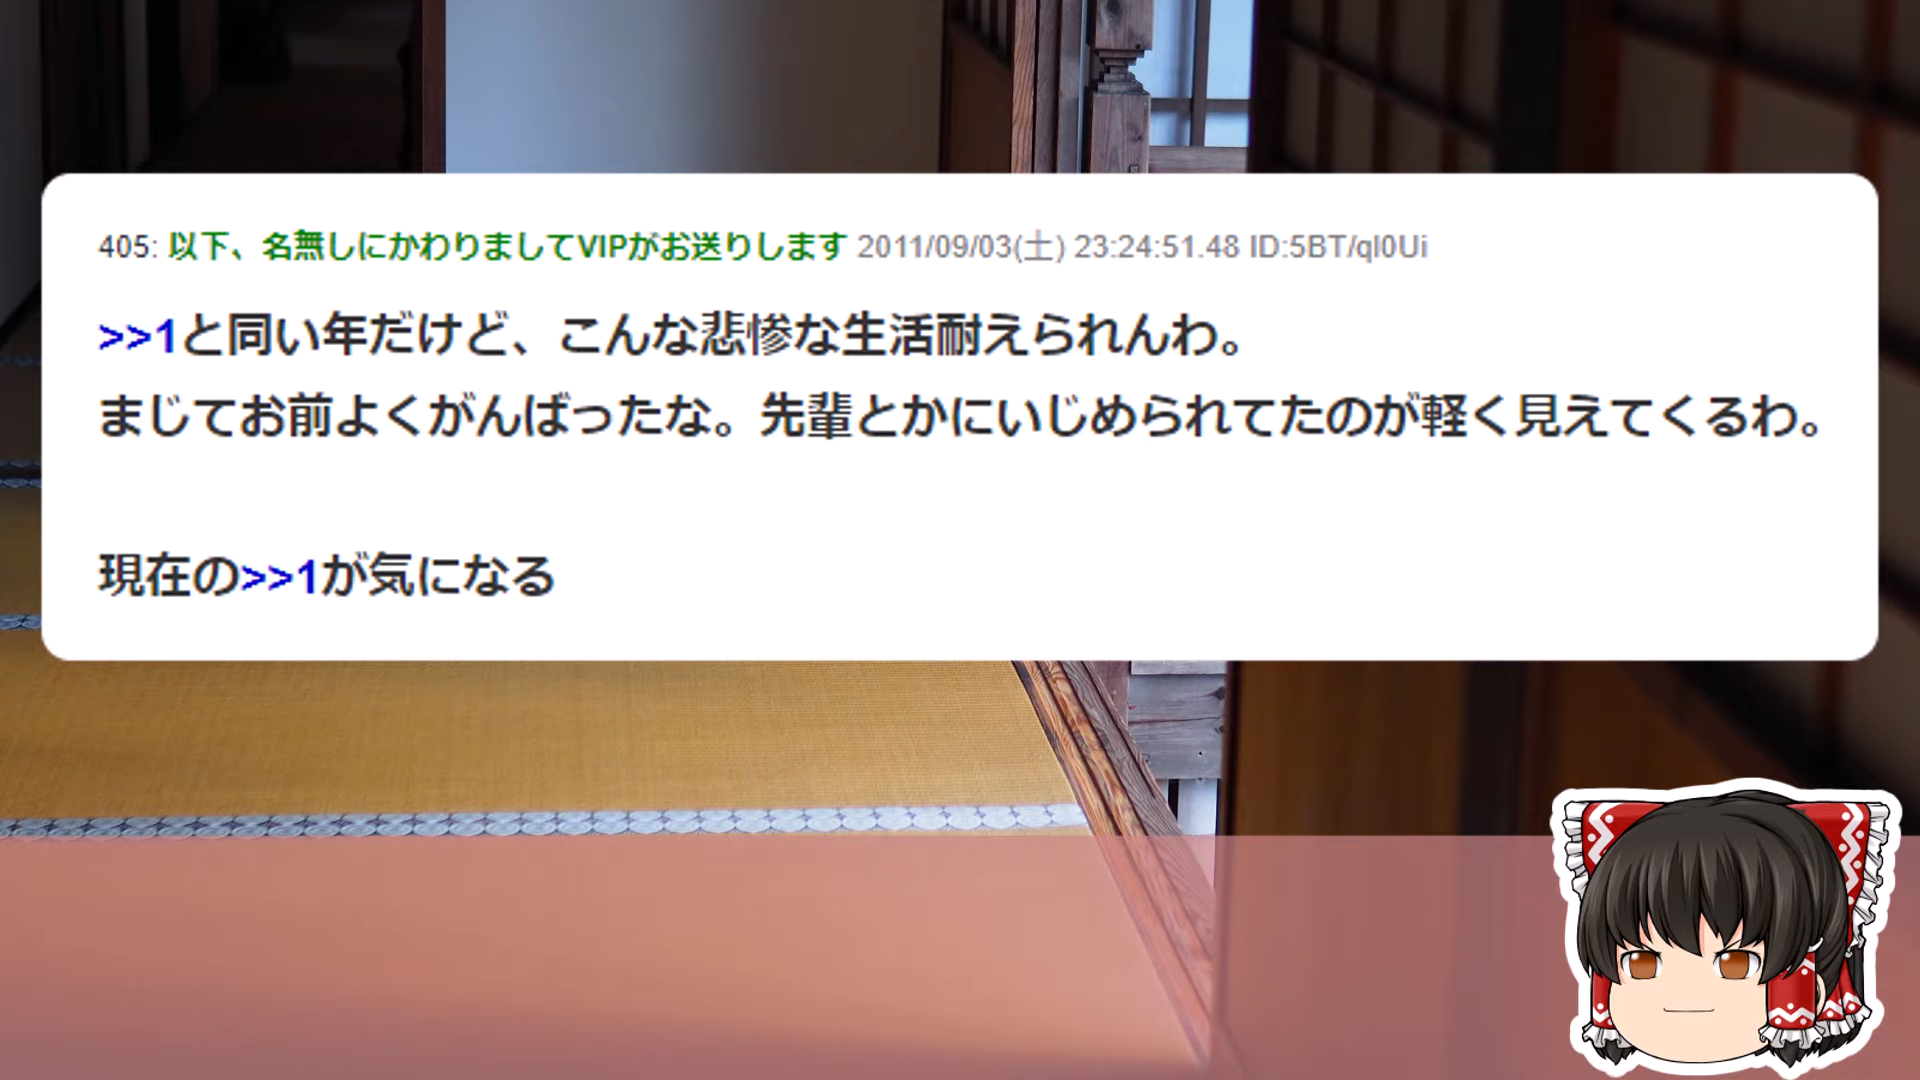 405: 以下、名無しにかわりましてVIPがお送りします 2011/09/03(土) 23:24:51.48 ID:5BT/ql0Ui
>>1と同い年だけど、こんな悲惨な生活耐えられんわ。
まじてお前よくがんばったな。先輩とかにいじめられてたのが軽く見えてくるわ。
現在の>>1が気になる